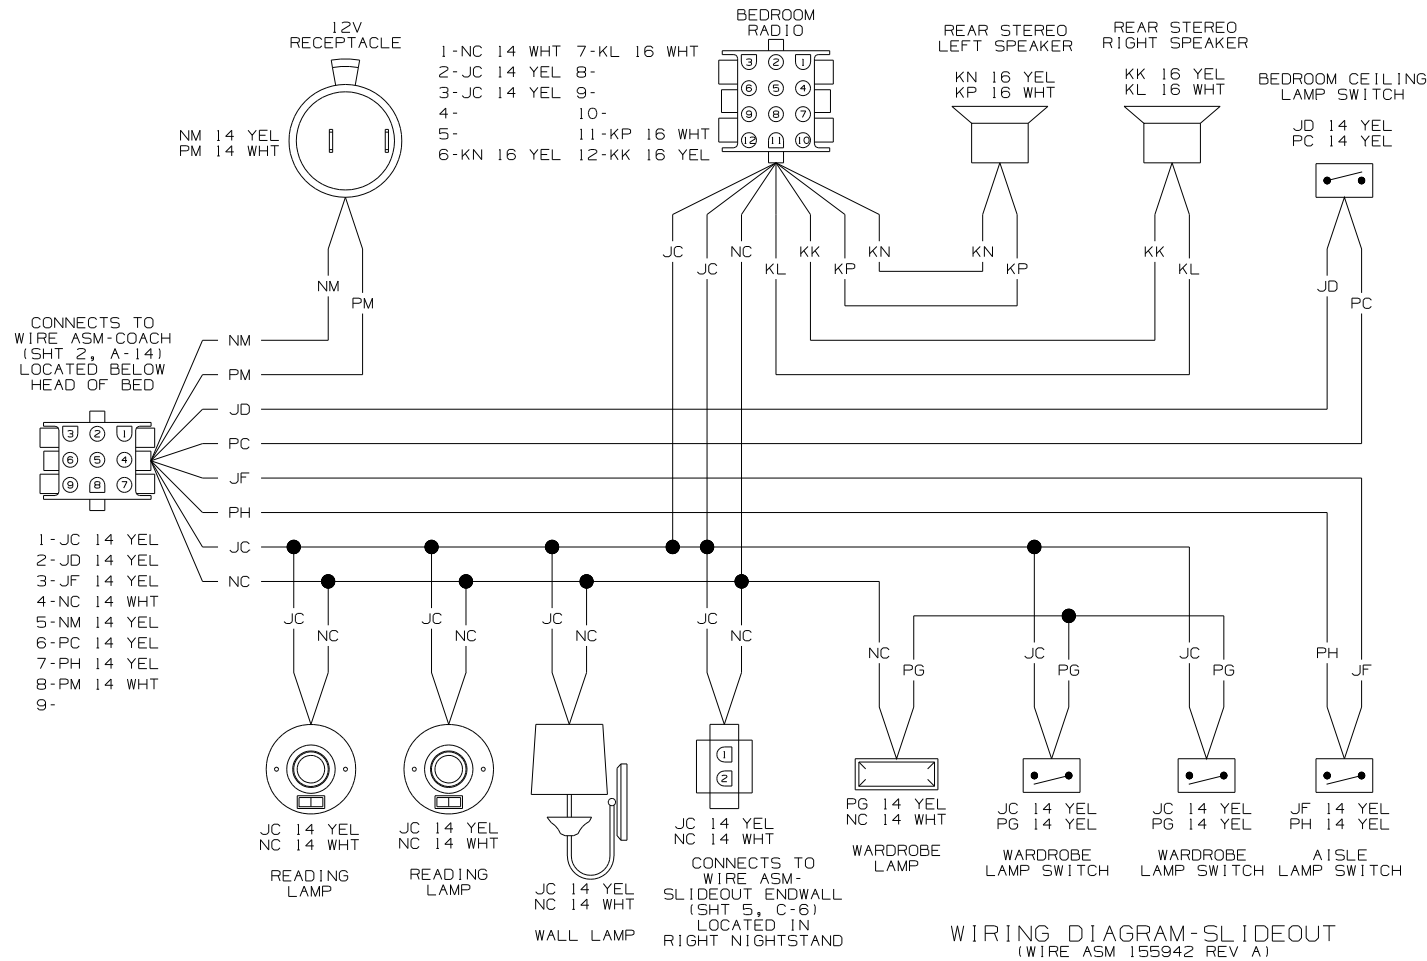 12V
RECEPTACLE
NM 14 YEL
PM 14 WHT
1-NC 14 WHT 7-KL 16 WHT
2-JC 14 YEL 8-
3-JC 14 YEL 9-
4- 10-
5- 11-KP 16 WHT
6-KN 16 YEL 12-KK 16 YEL
BEDROOM
RADIO
3 2 1
6 5 4
9 8 7
12 11 10
REAR STEREO
LEFT SPEAKER
KN 16 YEL
KP 16 WHT
REAR STEREO
RIGHT SPEAKER
KK 16 YEL
KL 16 WHT
BEDROOM CEILING
LAMP SWITCH
JD 14 YEL
PC 14 YEL
JC
JC
NC
KL
KK
KP
KN
KN
KP
KK
KL
JD
PC
NM
PM
CONNECTS TO
WIRE ASM-COACH
(SHT 2, A-14)
LOCATED BELOW
HEAD OF BED
3 2 1
6 5 4
9 8 7
NM
PM
JD
PC
JF
PH
JC
NC
1-JC 14 YEL
2-JD 14 YEL
3-JF 14 YEL
4-NC 14 WHT
5-NM 14 YEL
6-PC 14 YEL
7-PH 14 YEL
8-PM 14 WHT
9-
JC
NC
JC
NC
JC
NC
JC
NC
NC
PG
JC
PG
JC
PG
PH
JF
JC 14 YEL
NC 14 WHT
READING
LAMP
JC 14 YEL
NC 14 WHT
READING
LAMP
JC 14 YEL
NC 14 WHT
WALL LAMP
1
2
JC 14 YEL
NC 14 WHT
CONNECTS TO
WIRE ASM-
SLIDEOUT ENDWALL
(SHT 5, C-6)
LOCATED IN
RIGHT NIGHTSTAND
PG 14 YEL
NC 14 WHT
WARDROBE
LAMP
JC 14 YEL
PG 14 YEL
WARDROBE
LAMP SWITCH
JC 14 YEL
PG 14 YEL
WARDROBE
LAMP SWITCH
JF 14 YEL
PH 14 YEL
AISLE
LAMP SWITCH
WIRING DIAGRAM-SLIDEOUT
(WIRE ASM 155942 REV A)